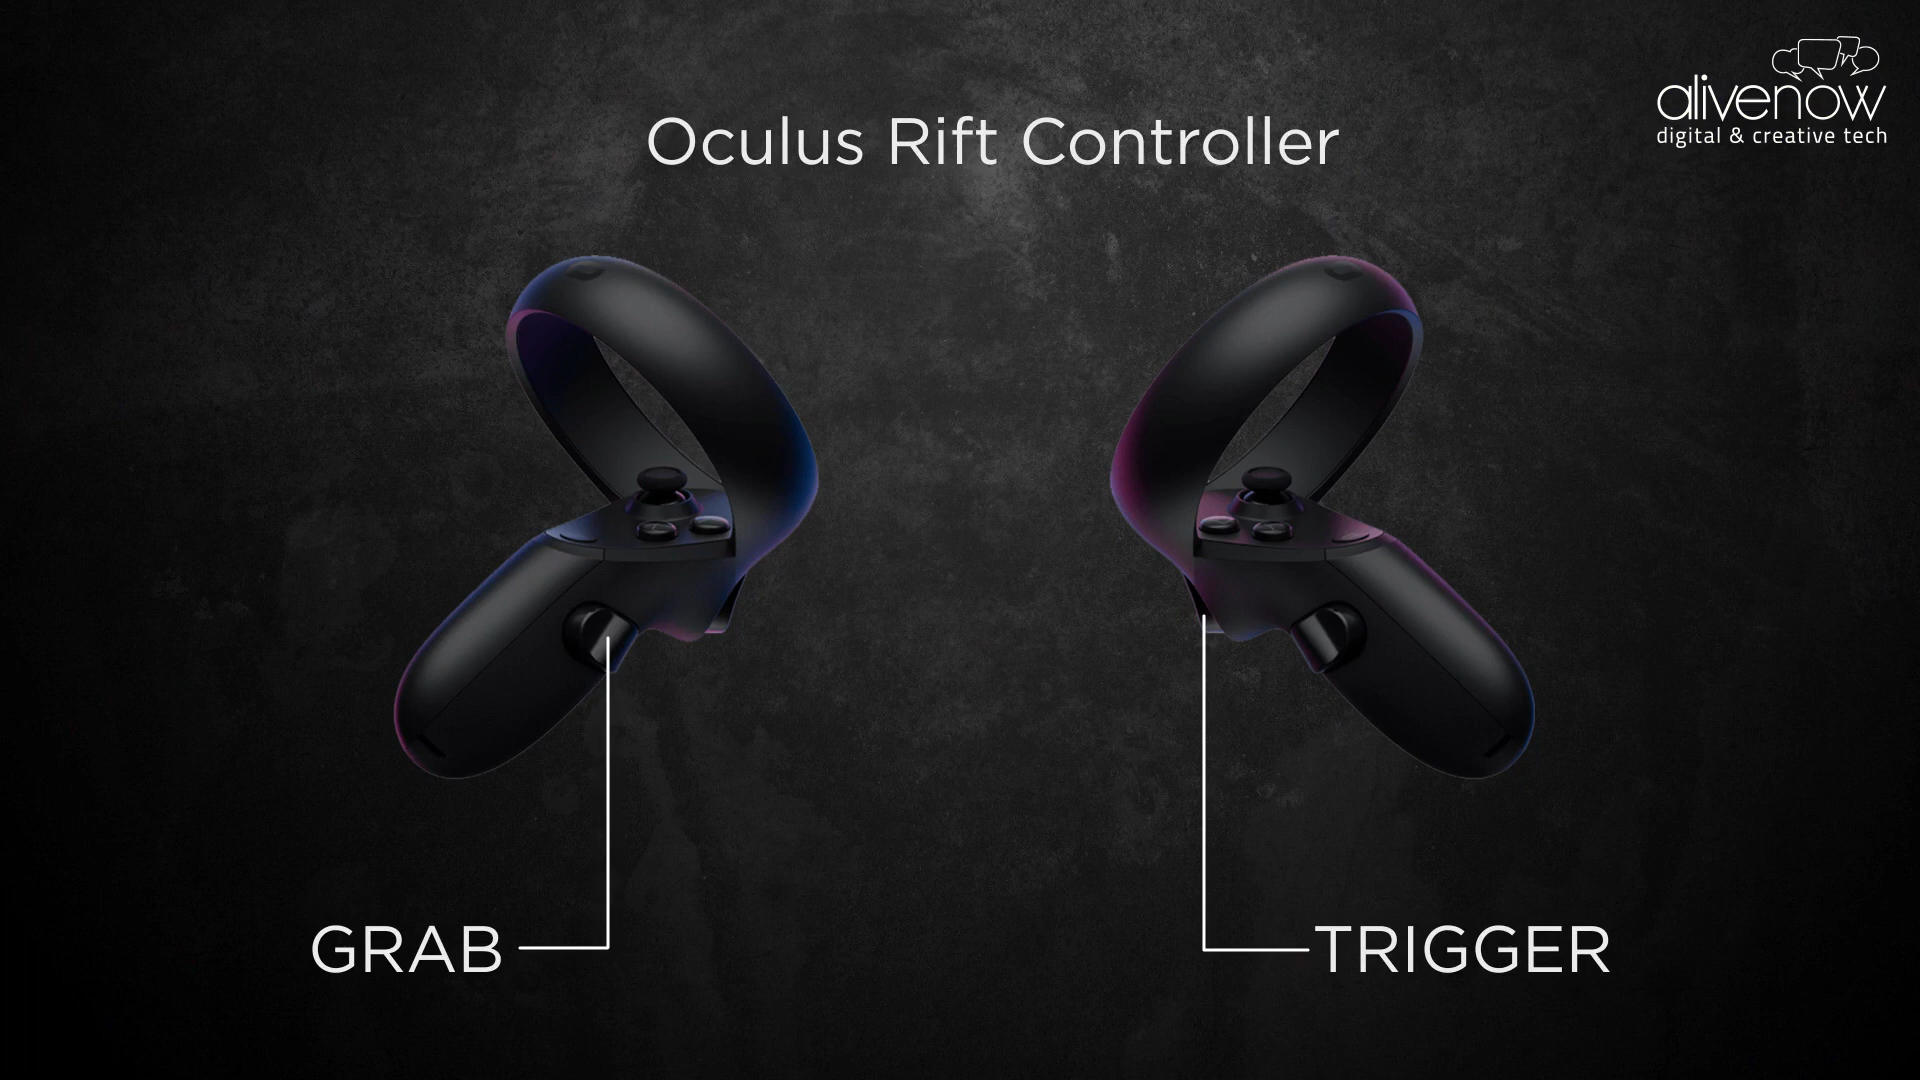 alivenow
digital & creative tech
Oculus Rift Controller
GRAB
TRIGGER